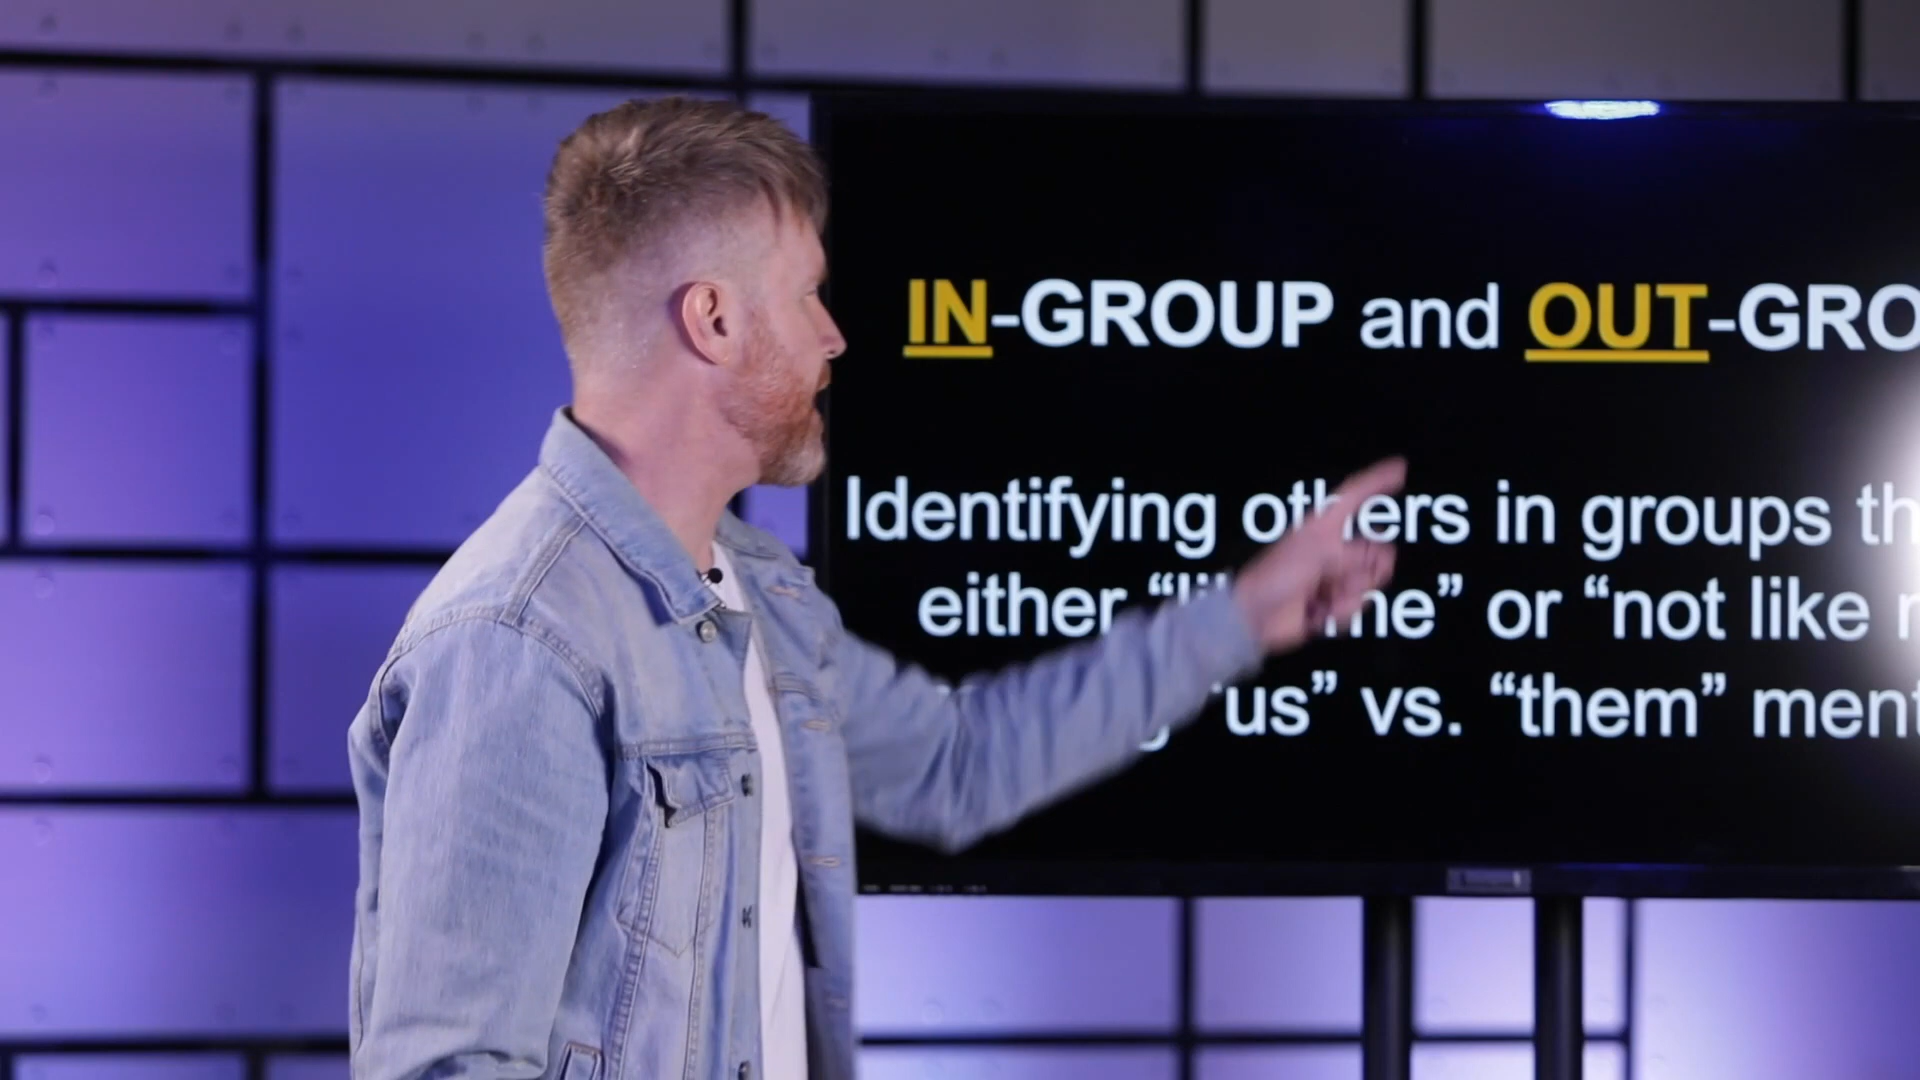 IN-GROUP and OUT-GRO
Identifying others in groups th
either “li me” or “not like
“us” vs. “them” ment